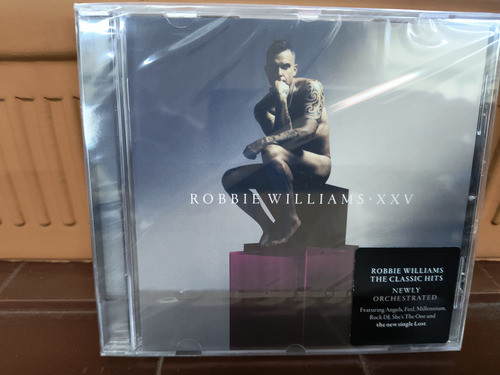 ROBBIE WILLIAMS · XXV
ROBBIE WILLIAMS
THE CLASSIC HITS
NEWLY
ORCHESTRATED
Featuring Angels, Feel, Millennium,
Rock DJ, She's The One and
the new single Lost